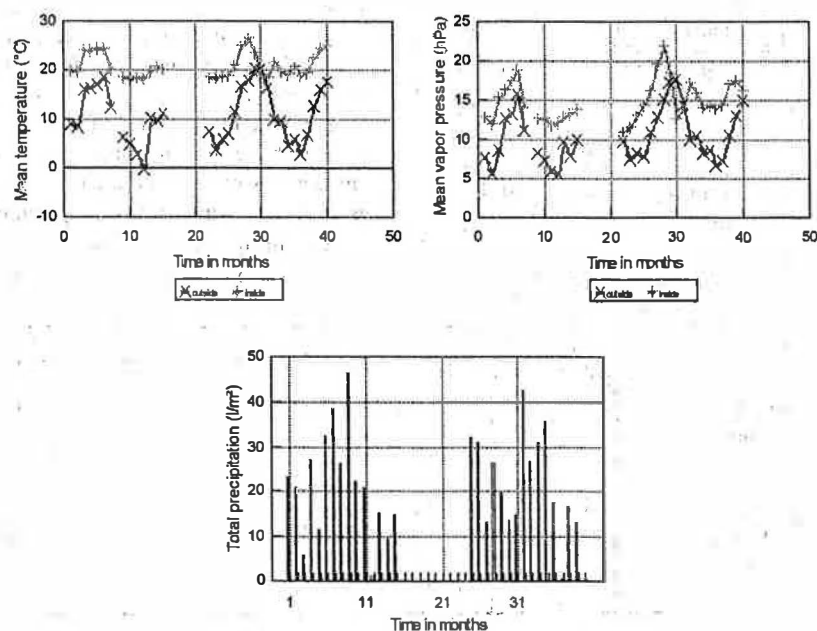 Mean temperature (°C)
30
20
10
0
-10
0 10 20 30 40 50
Time in months
outside inside
Mean vapor pressure (hPa)
25
20
15
10
5
0
0 10 20 30 40 50
Time in months
outside inside
Total precipitation (l/m²)
50
40
30
20
10
0
1 11 21 31
Time in months